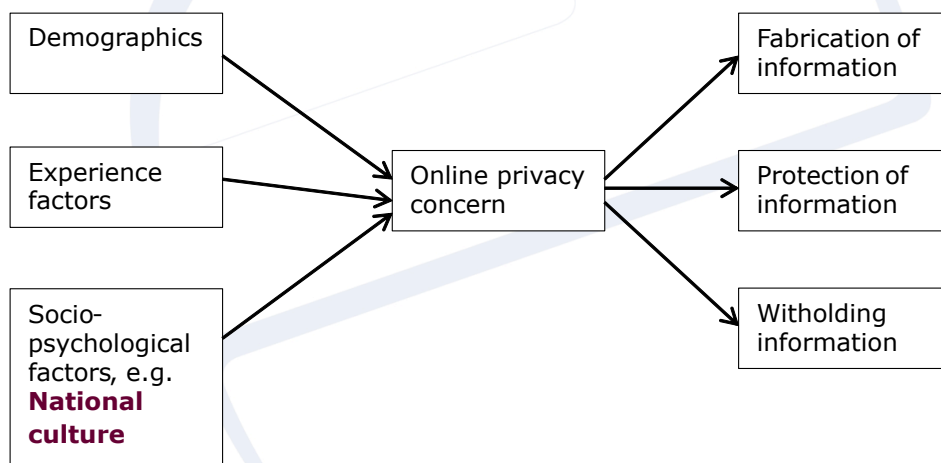 Demographics
Experience
factors
Socio-
psychological
factors, e.g.
National
culture
Online privacy
concern
Fabrication of
information
Protection of
information
Witholding
information